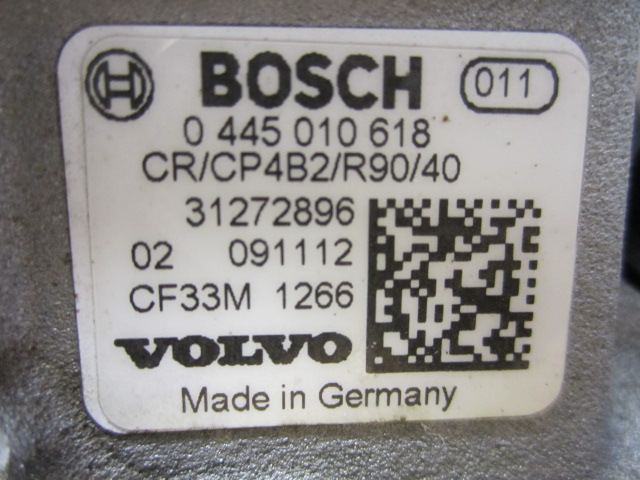 BOSCH 011
0 445 010 618
CR/CP4B2/R90/40
31272896
02 091112
CF33M 1266
VOLVO
Made in Germany